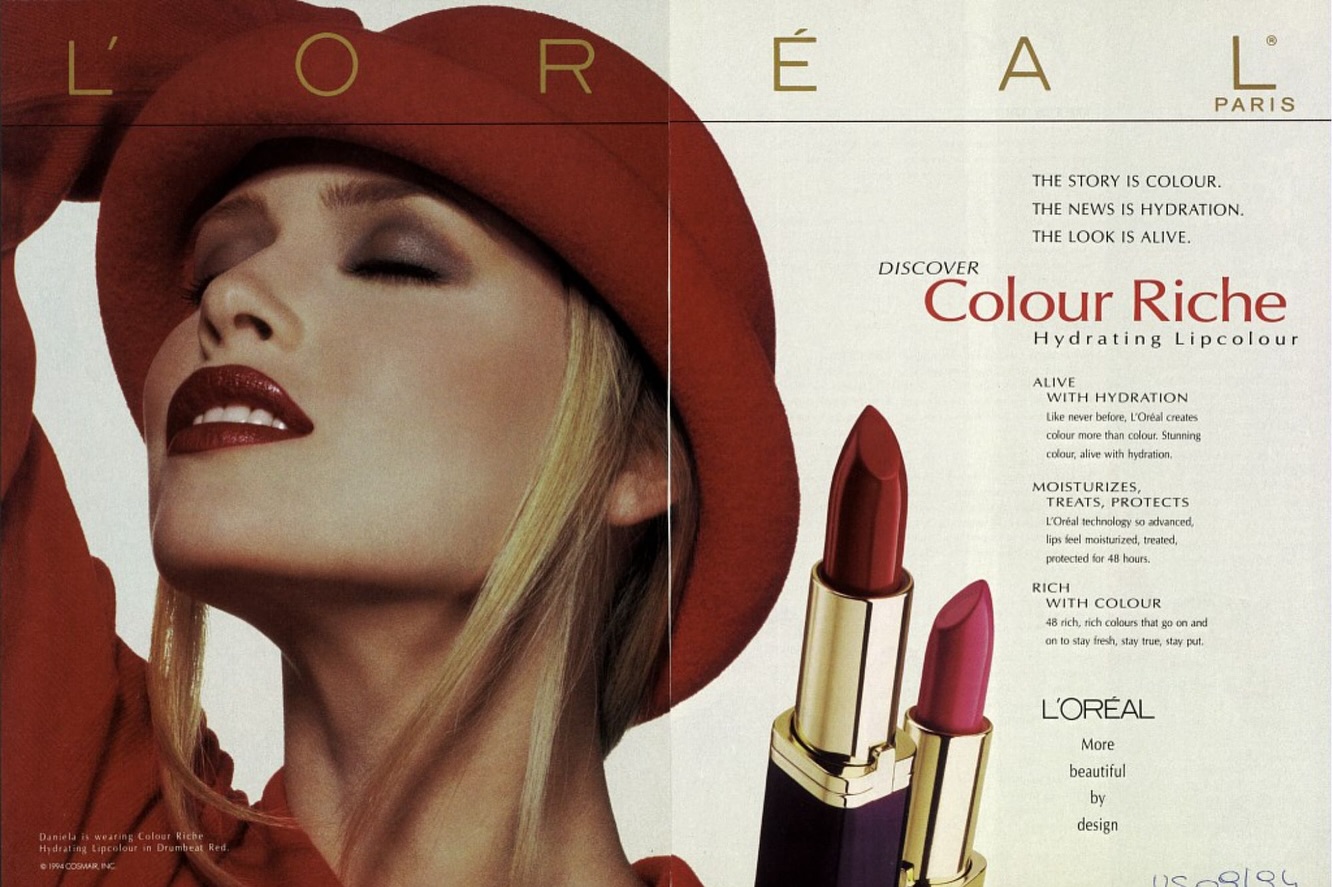 L'ORÉAL®
PARIS
THE STORY IS COLOUR.
THE NEWS IS HYDRATION.
THE LOOK IS ALIVE.
DISCOVER
Colour Riche
Hydrating Lipcolour
ALIVE
WITH HYDRATION
Like never before, L'Oréal creates
colour more than colour. Stunning
colour, alive with hydration.
MOISTURIZES,
TREATS, PROTECTS
L'Oréal technology so advanced,
lips feel moisturized, treated,
protected for 48 hours.
RICH
WITH COLOUR
48 rich, rich colours that go on and
on to stay fresh, stay true, stay put.
L'ORÉAL
More
beautiful
by
design
Daniela is wearing Colour Riche
Hydrating Lipcolour in Drumbeat Red.
© 1994 COSMAIR, INC.